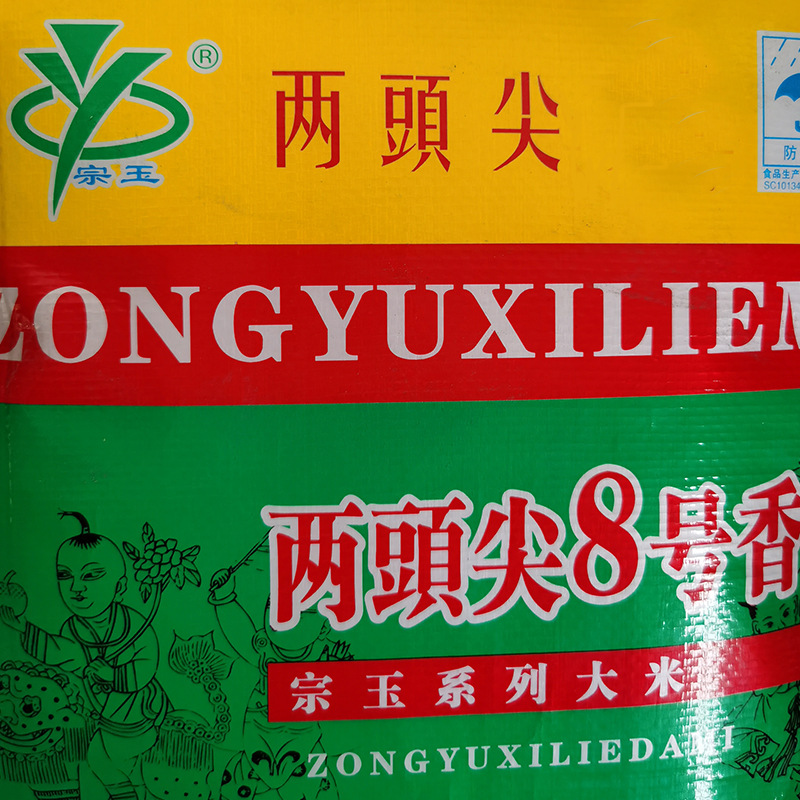 宗玉
®
两頭尖
防
食品生产
SC10134
ZONGYUXILIEM
两頭尖8号香
宗玉系列大米
ZONGYUXILIEDAMI